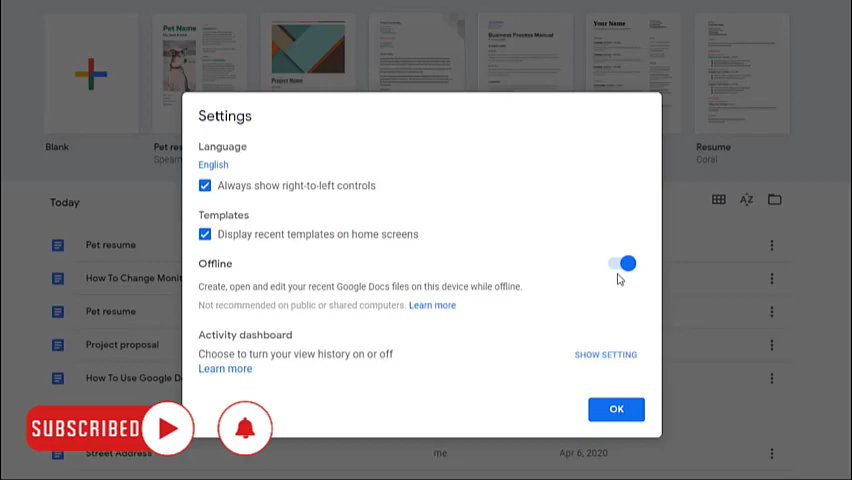 Pet Name
Project Name
Business Process Manual
Your Name
Blank
Pet re
Resume
Coral
Settings
Language
English
Always show right-to-left controls
Templates
Display recent templates on home screens
Offline
Create, open and edit your recent Google Docs files on this device while offline.
Not recommended on public or shared computers. Learn more
Activity dashboard
Choose to turn your view history on or off
SHOW SETTING
Learn more
OK
Today
AZ
Pet resume
How To Change Monit
Pet resume
Project proposal
How To Use Google D
SUBSCRIBED
Street Address
me
Apr 6, 2020